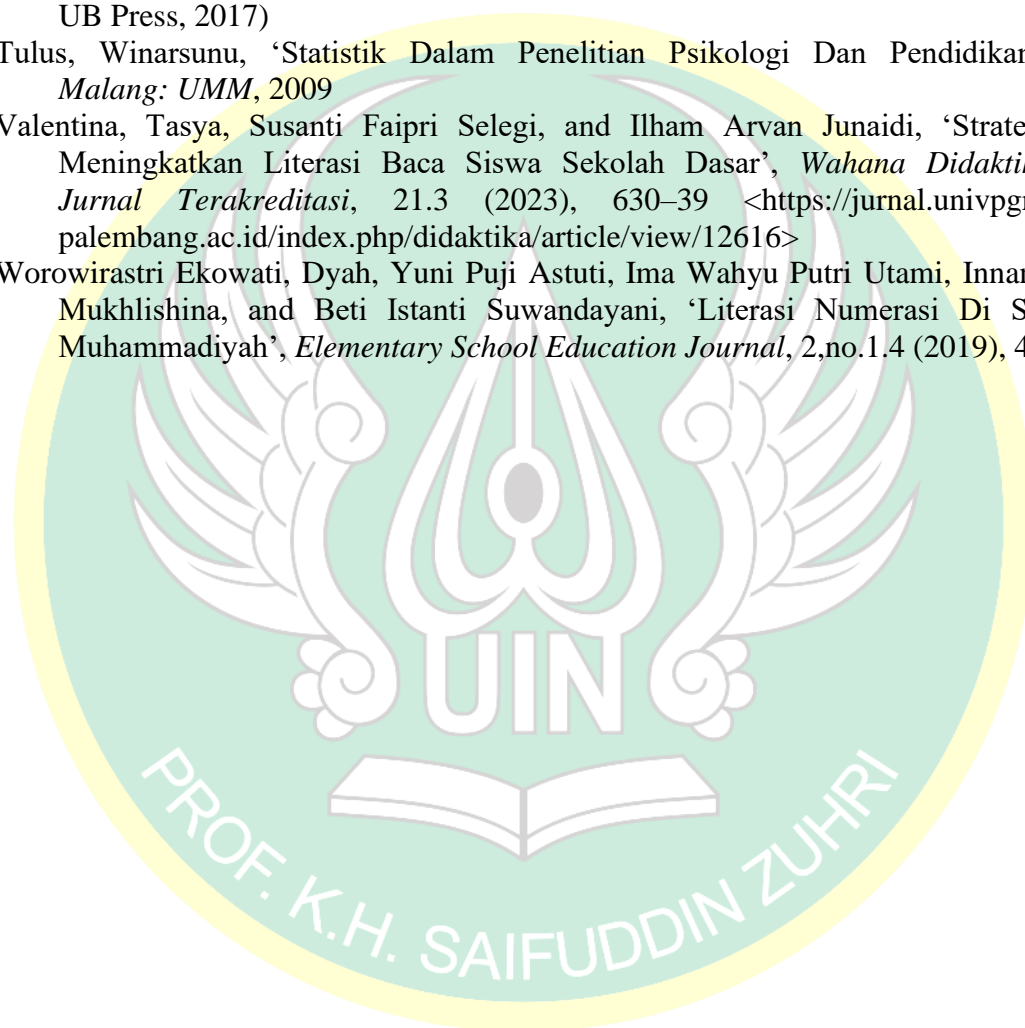 UB Press, 2017)
Tulus, Winarsunu, ‘Statistik Dalam Penelitian Psikologi Dan Pendidikan
Malang: UMM, 2009
Valentina, Tasya, Susanti Faipri Selegi, and Ilham Arvan Junaidi, ‘Strate
Meningkatkan Literasi Baca Siswa Sekolah Dasar’, Wahana Didakti
Jurnal Terakreditasi, 21.3 (2023), 630–39 <https://jurnal.univpg
palembang.ac.id/index.php/didaktika/article/view/12616>
Worowirastri Ekowati, Dyah, Yuni Puji Astuti, Ima Wahyu Putri Utami, Innan
Mukhlishina, and Beti Istanti Suwandayani, ‘Literasi Numerasi Di S
Muhammadiyah’, Elementary School Education Journal, 2,no.1.4 (2019), 4
UIN
PROF. K.H. SAIFUDDIN ZUHRI